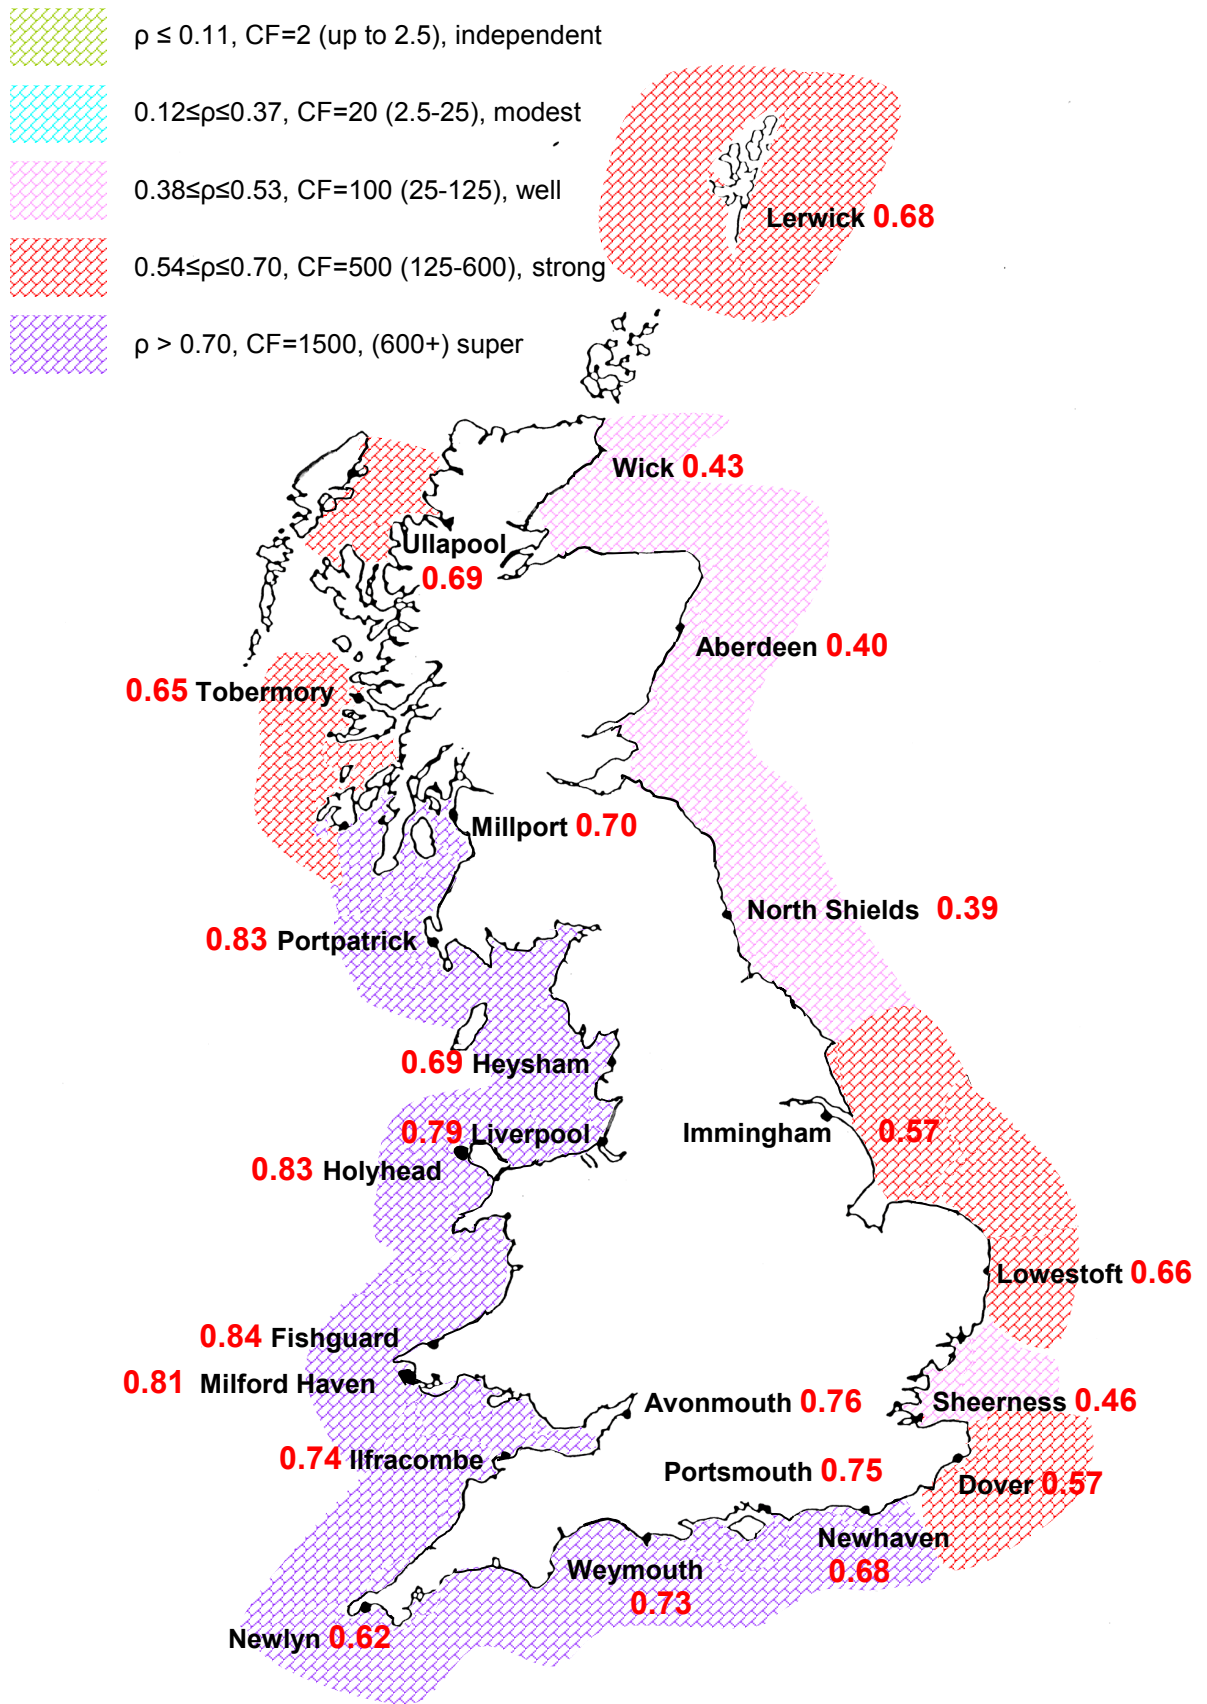 ρ ≤ 0.11, CF=2 (up to 2.5), independent
0.12≤ρ≤0.37, CF=20 (2.5-25), modest
0.38≤ρ≤0.53, CF=100 (25-125), well
0.54≤ρ≤0.70, CF=500 (125-600), strong
ρ > 0.70, CF=1500, (600+) super
Lerwick 0.68
Wick 0.43
Ullapool
0.69
Aberdeen 0.40
0.65 Tobermory
Millport 0.70
North Shields 0.39
0.83 Portpatrick
0.69 Heysham
0.79 Liverpool
Immingham 0.57
0.83 Holyhead
Lowestoft 0.66
0.84 Fishguard
0.81 Milford Haven
Avonmouth 0.76
Sheerness 0.46
0.74 Ilfracombe
Portsmouth 0.75
Dover 0.57
Newhaven
0.68
Weymouth
0.73
Newlyn 0.62